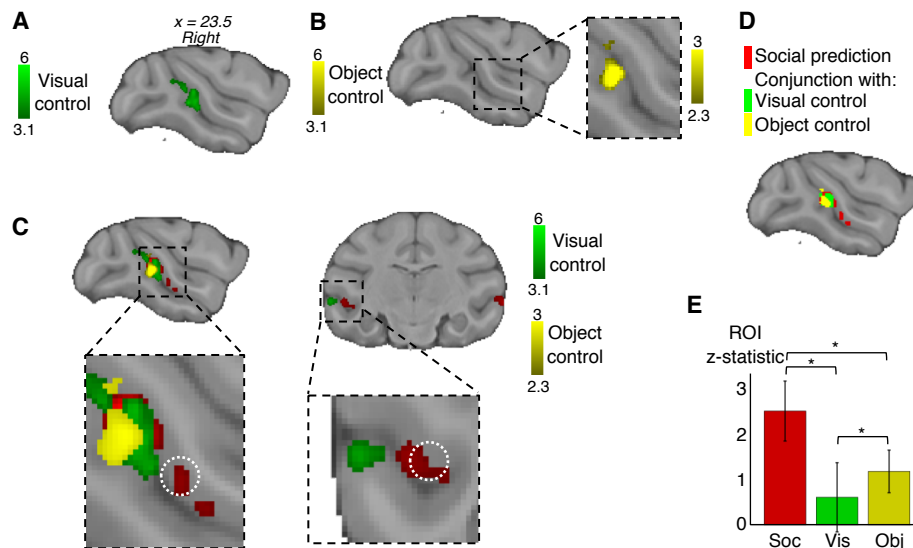 A
x = 23.5
Right
6
Visual
control
3.1
B
6
Object
control
3.1
3
2.3
D
Social prediction
Conjunction with:
Visual control
Object control
C
6
Visual
control
3.1
3
Object
control
2.3
E
ROI
z-statistic
*
*
*
3
2
1
0
Soc Vis Obj